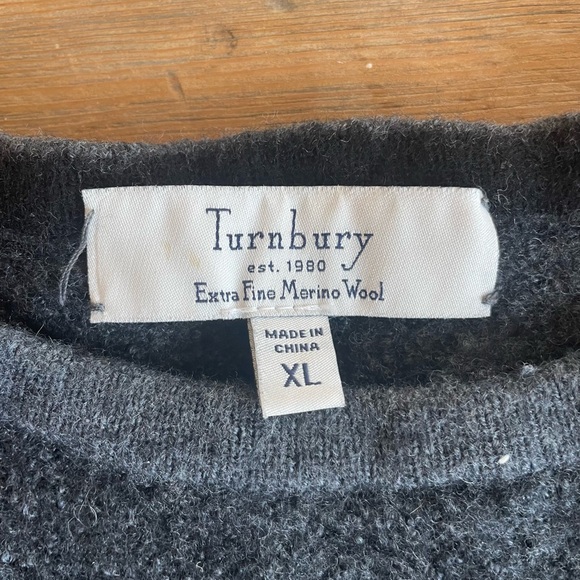 Turnbury
est. 1980
Extra Fine Merino Wool
MADE IN
CHINA
XL